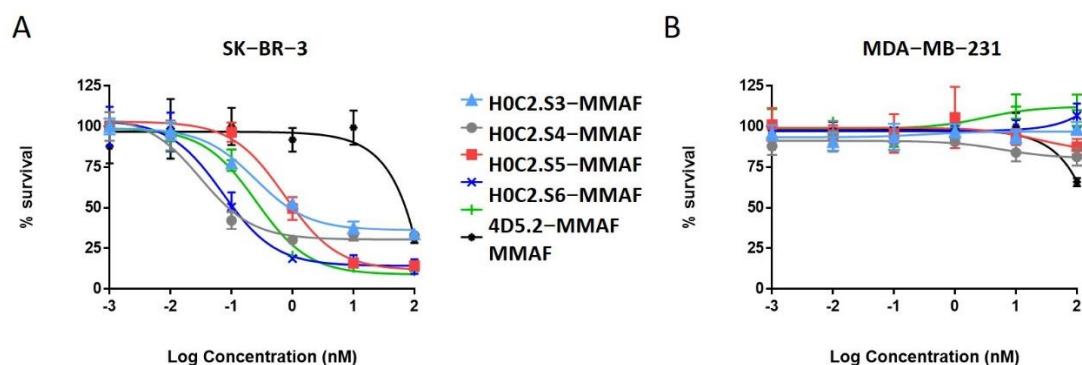 A
SK–BR–3
% survival
125
100
75
50
25
0
-3
-2
-1
0
1
2
Log Concentration (nM)
H0C2.S3–MMAF
H0C2.S4–MMAF
H0C2.S5–MMAF
H0C2.S6–MMAF
4D5.2–MMAF
MMAF
B
MDA–MB–231
% survival
125
100
75
50
25
0
-3
-2
-1
0
1
2
Log Concentration (nM)